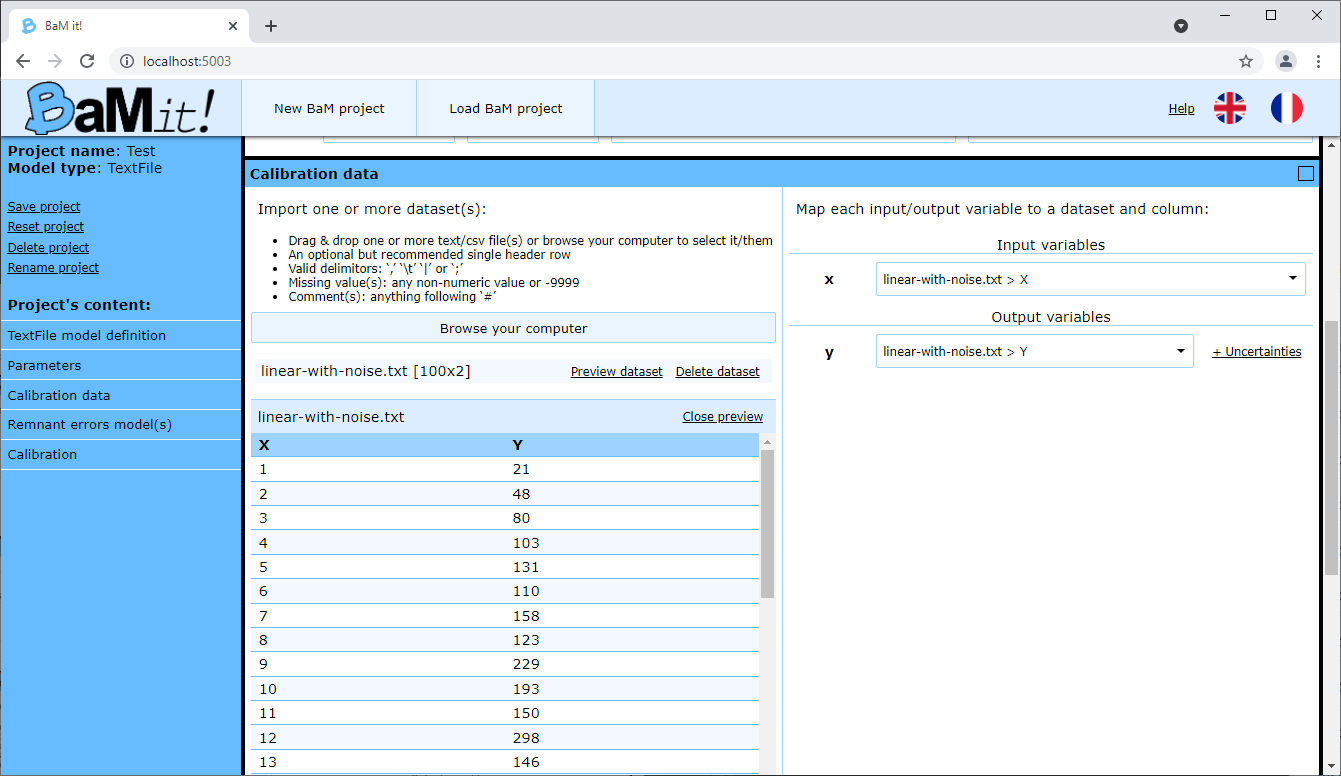 BaM it!
localhost:5003
BaMit!
New BaM project
Load BaM project
Help
Project name: Test
Model type: TextFile
Save project
Reset project
Delete project
Rename project
Project's content:
TextFile model definition
Parameters
Calibration data
Remnant errors model(s)
Calibration
Calibration data
Import one or more dataset(s):
Drag & drop one or more text/csv file(s) or browse your computer to select it/them
An optional but recommended single header row
Valid delimitors: `,´ `\t´ `|´ or `;´
Missing value(s): any non-numeric value or -9999
Comment(s): anything following `#´
Browse your computer
linear-with-noise.txt [100x2] Preview dataset Delete dataset
linear-with-noise.txt Close preview
X Y
1 21
2 48
3 80
4 103
5 131
6 110
7 158
8 123
9 229
10 193
11 150
12 298
13 146
Map each input/output variable to a dataset and column:
Input variables
x linear-with-noise.txt > X
Output variables
y linear-with-noise.txt > Y + Uncertainties